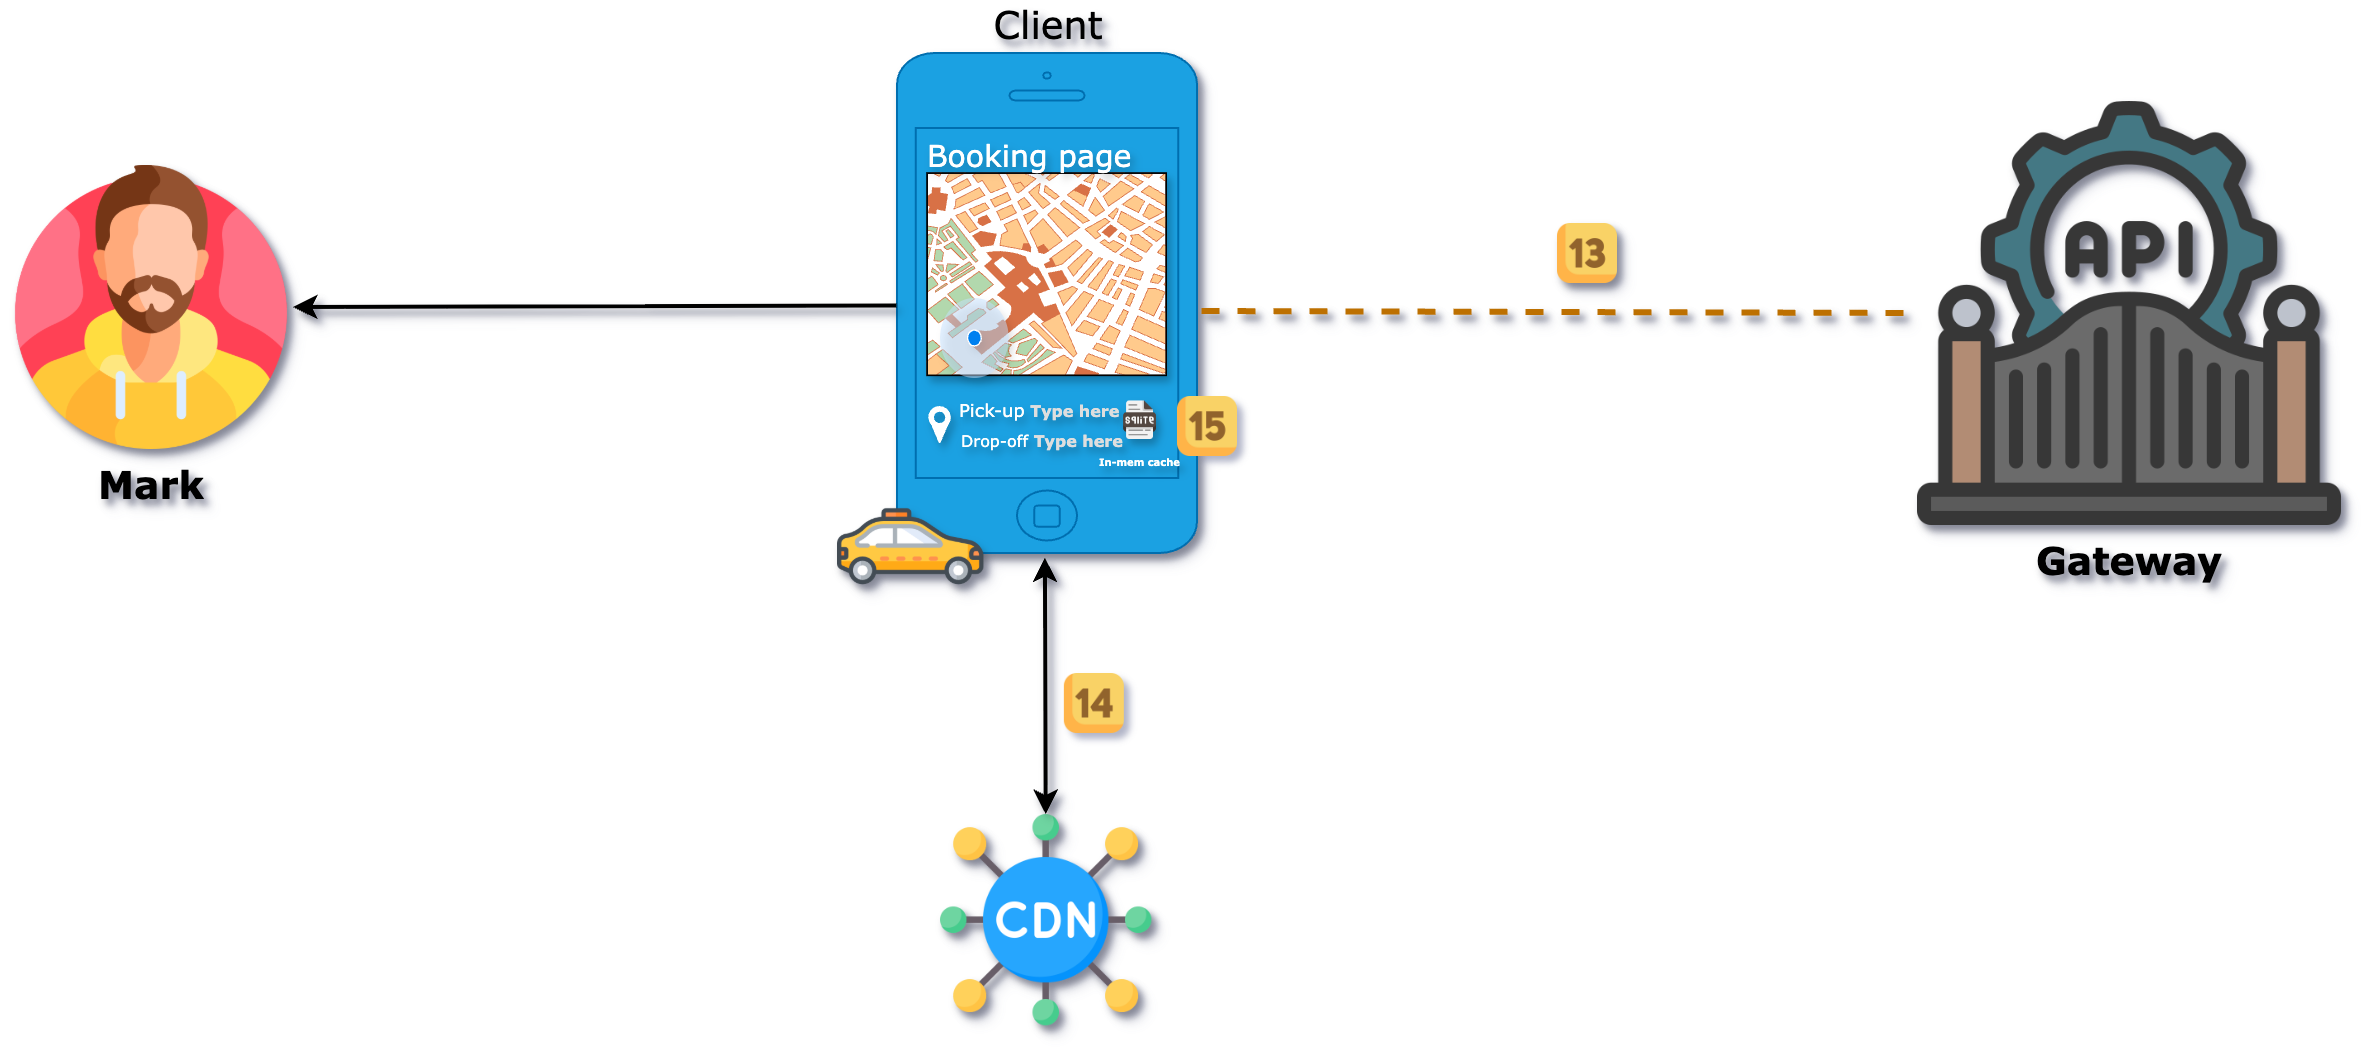 Client
Booking page
Pick-up Type here
Drop-off Type here
In-mem cache
13
15
14
API
Mark
Gateway
CDN